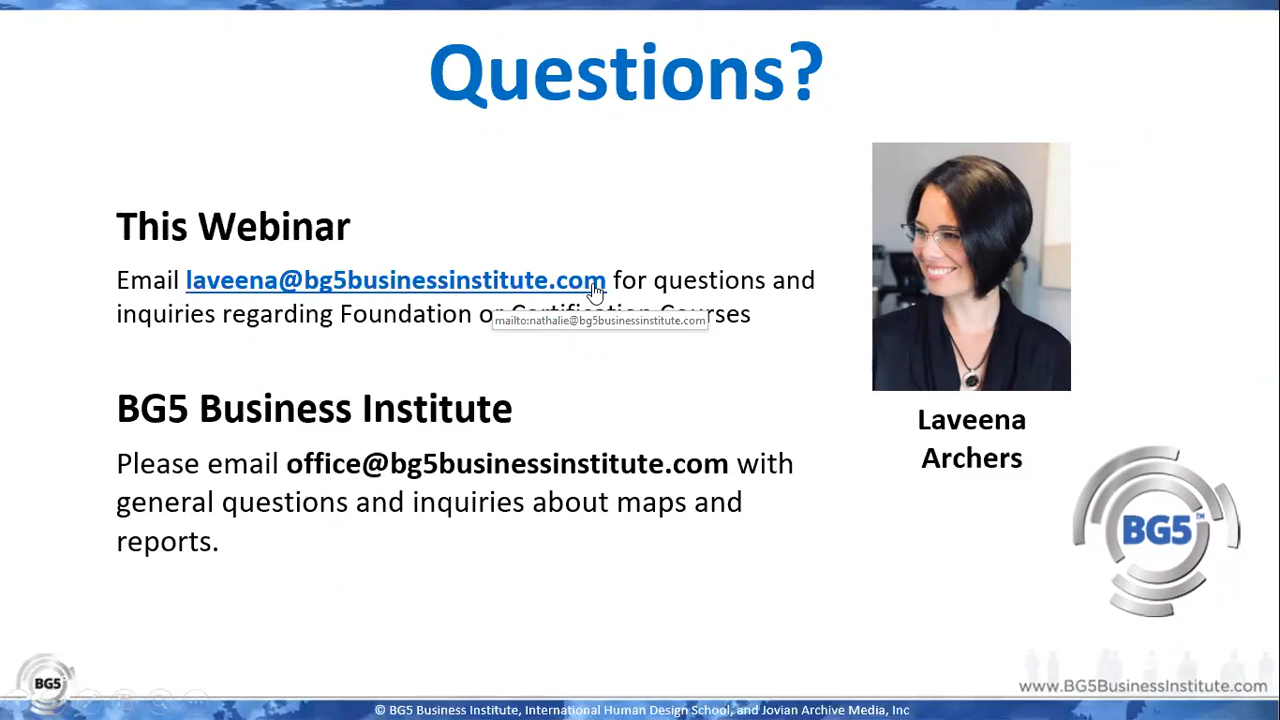 Questions?
This Webinar
Email laveena@bg5businessinstitute.com for questions and
inquiries regarding Foundation or Certification Courses
mailto:nathalie@bg5businessinstitute.com
BG5 Business Institute
Please email office@bg5businessinstitute.com with
general questions and inquiries about maps and
reports.
Laveena
Archers
BG5™
BG5
www.BG5BusinessInstitute.com
© BG5 Business Institute, International Human Design School, and Jovian Archive Media, Inc